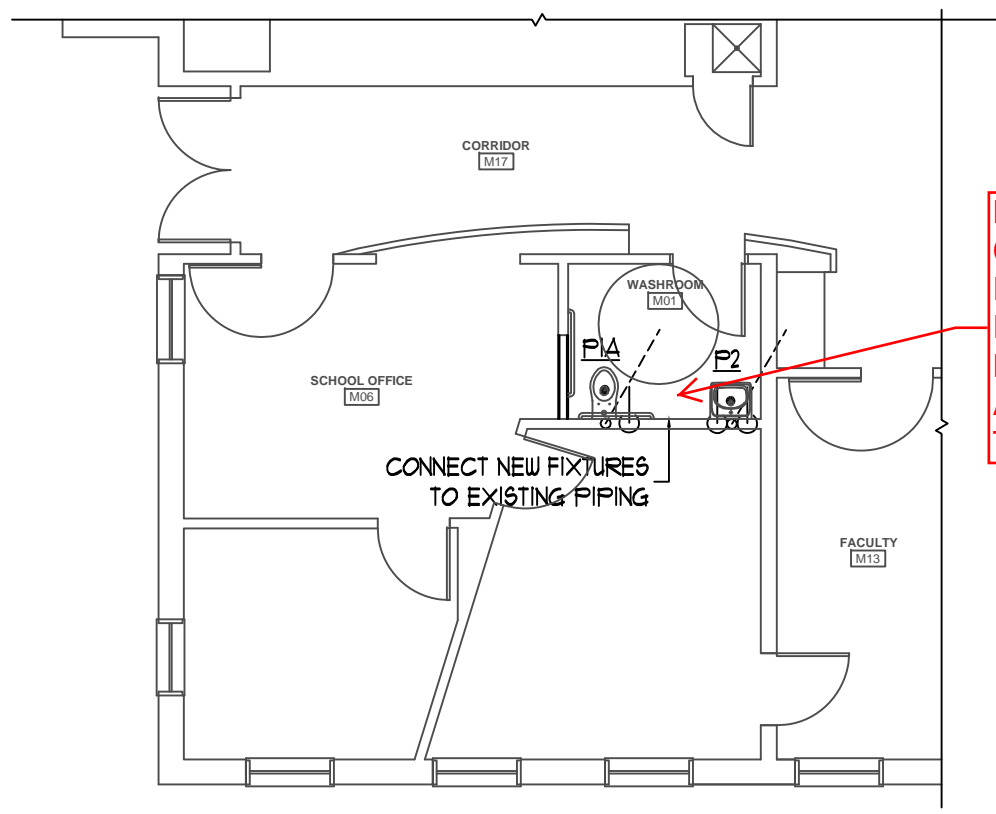 CORRIDOR
M17
WASHROOM
M01
P1A
P2
SCHOOL OFFICE
M06
CONNECT NEW FIXTURES
TO EXISTING PIPING
FACULTY
M13